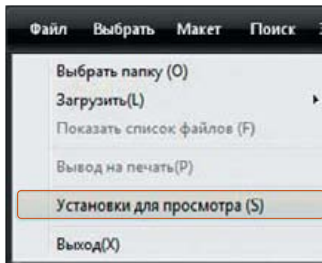 Файл Выбрать Макет Поиск
Выбрать папку (O)
Загрузить(L)
Показать список файлов (F)
Вывод на печать(P)
Установки для просмотра (S)
Выход(X)